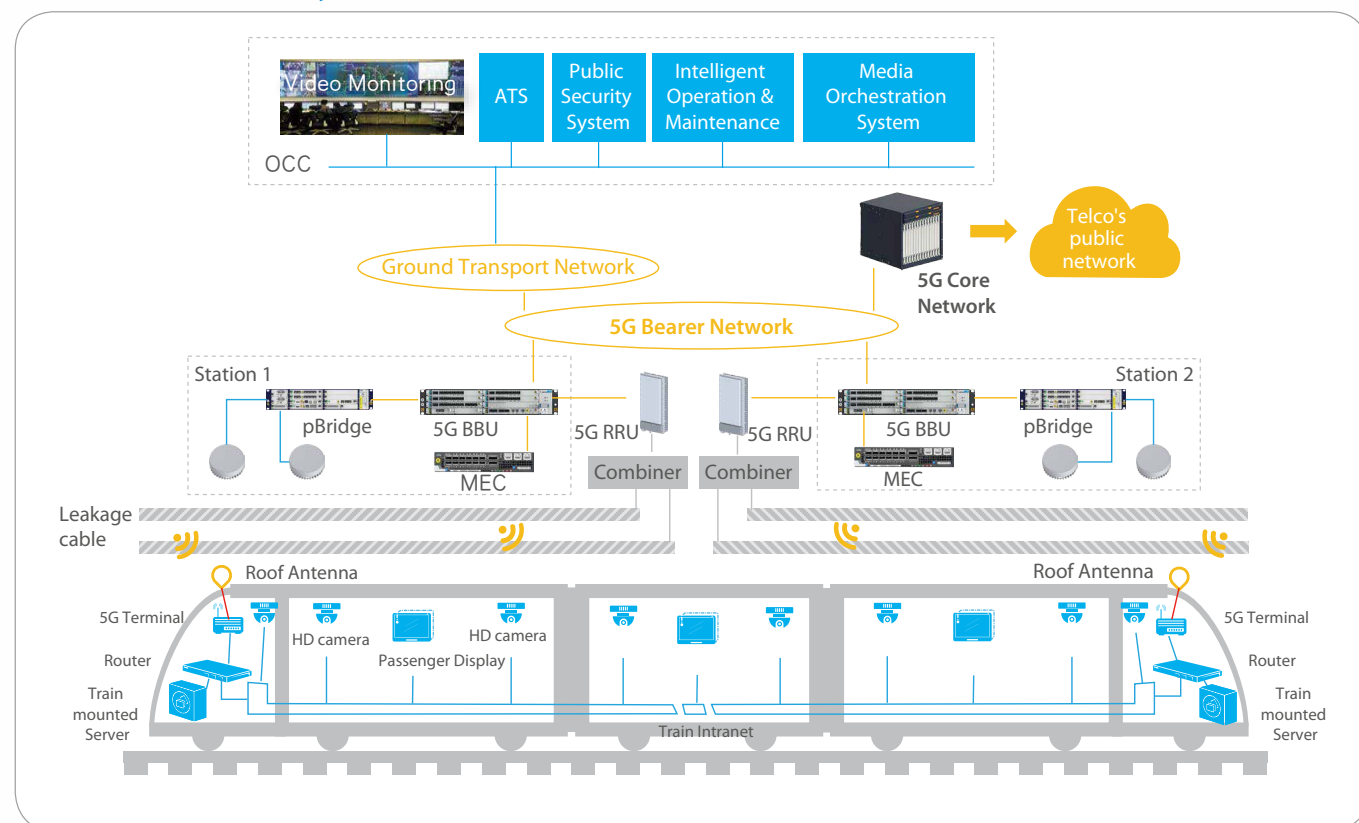 Video Monitoring
ATS
Public
Security
System
Intelligent
Operation &
Maintenance
Media
Orchestration
System
OCC
Telco's
public
network
Ground Transport Network
5G Core
Network
5G Bearer Network
Station 1
Station 2
pBridge
5G BBU
5G RRU
5G RRU
5G BBU
pBridge
MEC
Combiner
Combiner
MEC
Leakage
cable
Roof Antenna
Roof Antenna
5G Terminal
HD camera
HD camera
5G Terminal
Router
Passenger Display
Router
Train
mounted
Server
Train
mounted
Server
Train Intranet